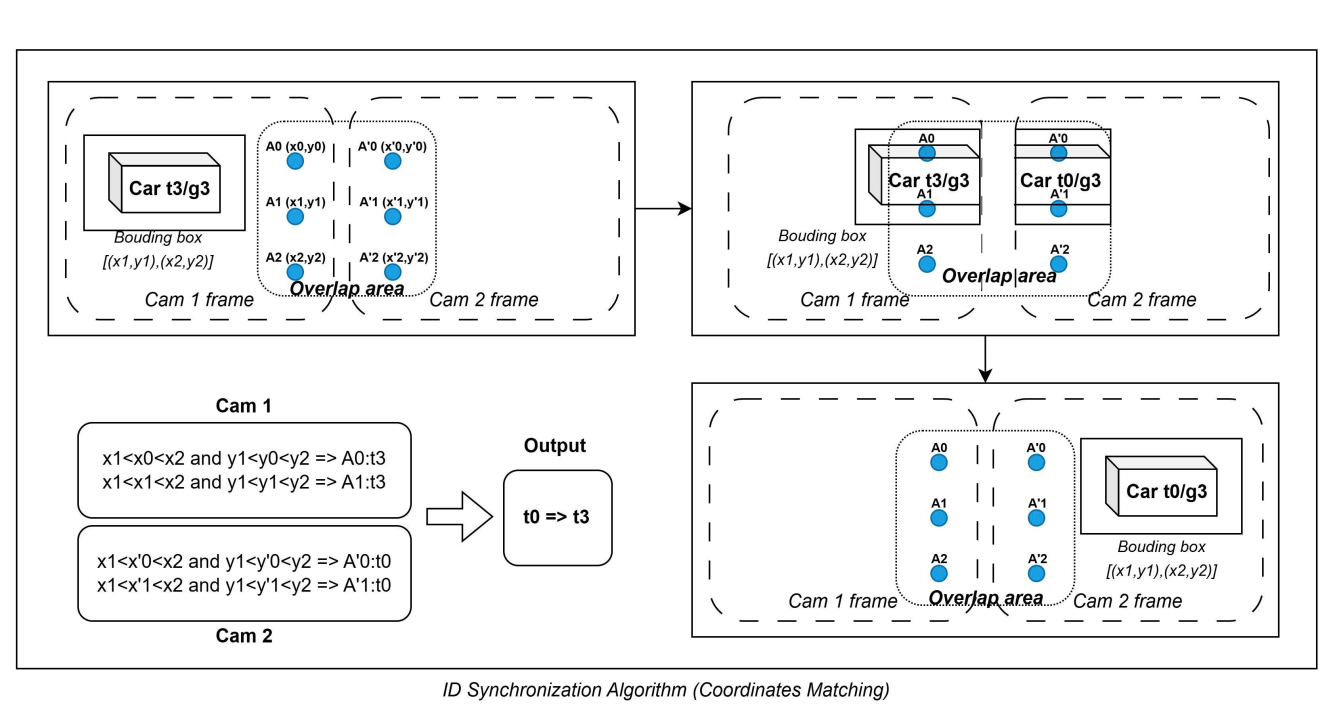 A0 (x0,y0)
A'0 (x'0,y'0)
Car t3/g3
A1 (x1,y1)
A'1 (x'1,y'1)
Bouding box
[(x1,y1),(x2,y2)]
A2 (x2,y2)
A'2 (x'2,y'2)
Overlap area
Cam 1 frame
Cam 2 frame
A0
A'0
Car t3/g3
Car t0/g3
A1
A'1
Bouding box
[(x1,y1),(x2,y2)]
A2
A'2
Overlap area
Cam 1 frame
Cam 2 frame
A0
A'0
Car t0/g3
A1
A'1
Bouding box
[(x1,y1),(x2,y2)]
A2
A'2
Overlap area
Cam 1 frame
Cam 2 frame
Cam 1
x1<x0<x2 and y1<y0<y2 => A0:t3
x1<x1<x2 and y1<y1<y2 => A1:t3
x1<x'0<x2 and y1<y'0<y2 => A'0:t0
x1<x'1<x2 and y1<y'1<y2 => A'1:t0
Cam 2
Output
t0 => t3
ID Synchronization Algorithm (Coordinates Matching)